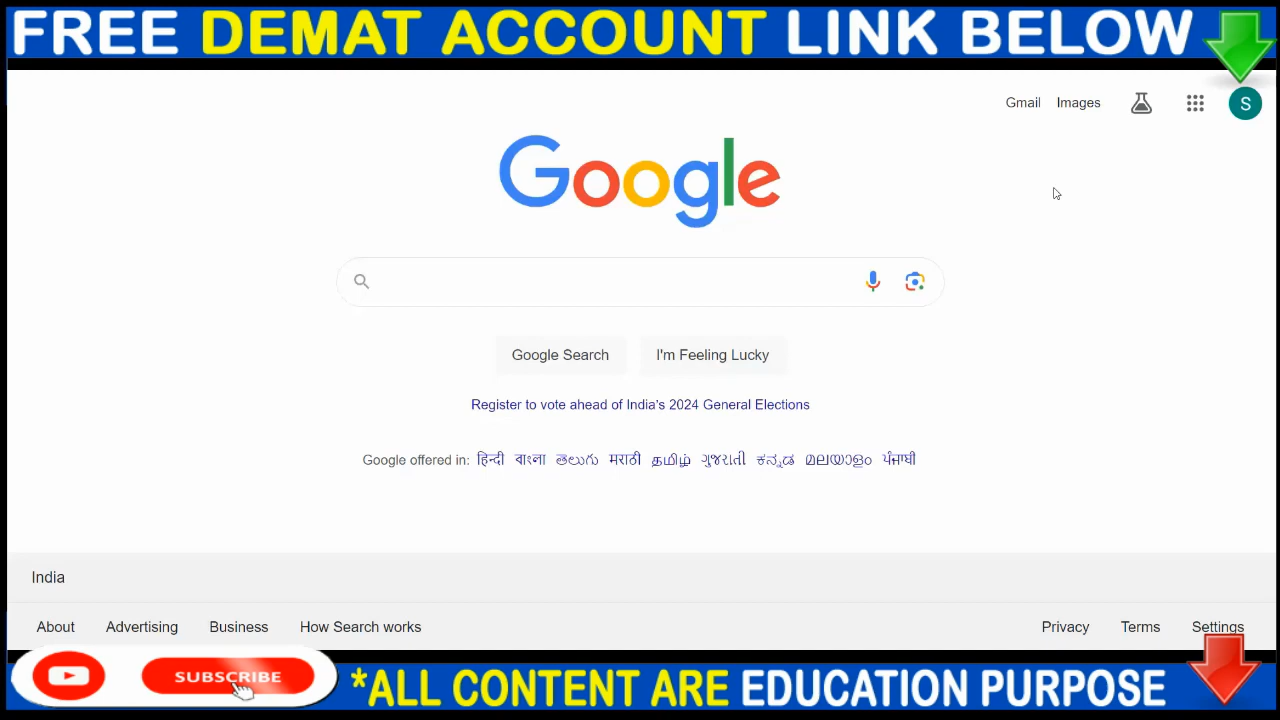 FREE DEMAT ACCOUNT LINK BELOW
Gmail Images
S
Google
Google Search I'm Feeling Lucky
Register to vote ahead of India's 2024 General Elections
Google offered in: हिन्दी বাংলা తెలుగు मराठी தமிழ் ગુજરાતી ಕನ್ನಡ മലയാളം ਪੰਜਾਬੀ
India
About Advertising Business How Search works Privacy Terms Settings
SUBSCRIBE
*ALL CONTENT ARE EDUCATION PURPOSE